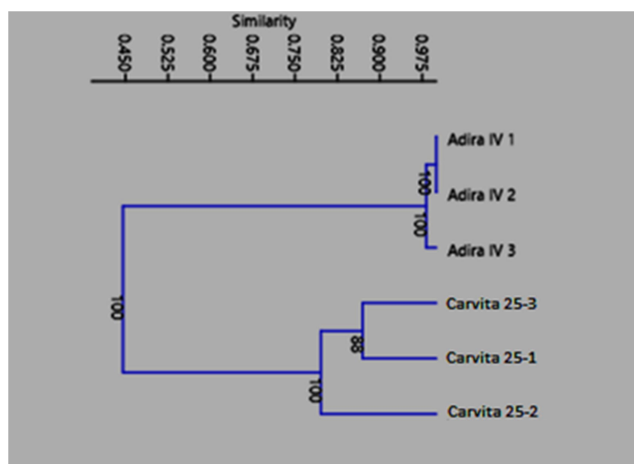 Similarity
0.450 0.525 0.600 0.675 0.750 0.825 0.900 0.975
Adira IV 1
100
Adira IV 2
100
Adira IV 3
100
Carvita 25-3
88
Carvita 25-1
100
Carvita 25-2